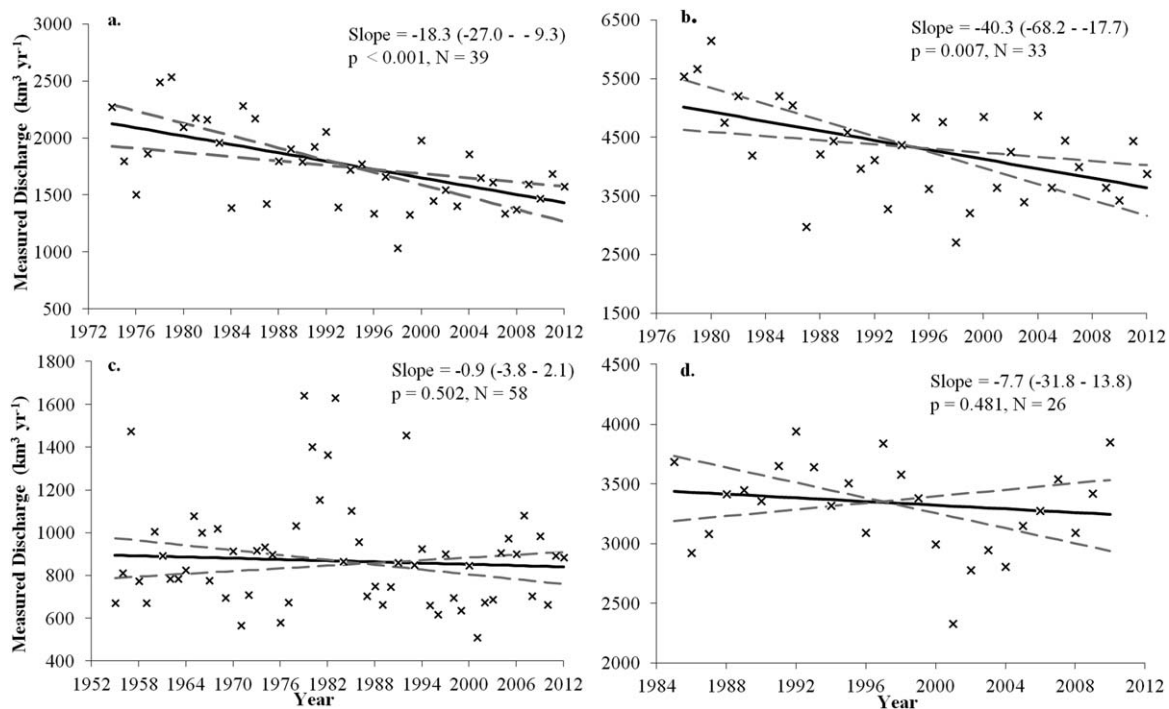 a.
Slope = -18.3 (-27.0 - - 9.3)
p < 0.001, N = 39
Measured Discharge (km³ yr⁻¹)
3000
2500
2000
1500
1000
500
1972 1976 1980 1984 1988 1992 1996 2000 2004 2008 2012
b.
Slope = -40.3 (-68.2 - -17.7)
p = 0.007, N = 33
6500
5500
4500
3500
2500
1500
1976 1980 1984 1988 1992 1996 2000 2004 2008 2012
c.
Slope = -0.9 (-3.8 - 2.1)
p = 0.502, N = 58
Measured Discharge (km³ yr⁻¹)
1800
1600
1400
1200
1000
800
600
400
1952 1958 1964 1970 1976 1982 1988 1994 2000 2006 2012
Year
d.
Slope = -7.7 (-31.8 - 13.8)
p = 0.481, N = 26
4500
4000
3500
3000
2500
2000
1984 1988 1992 1996 2000 2004 2008 2012
Year